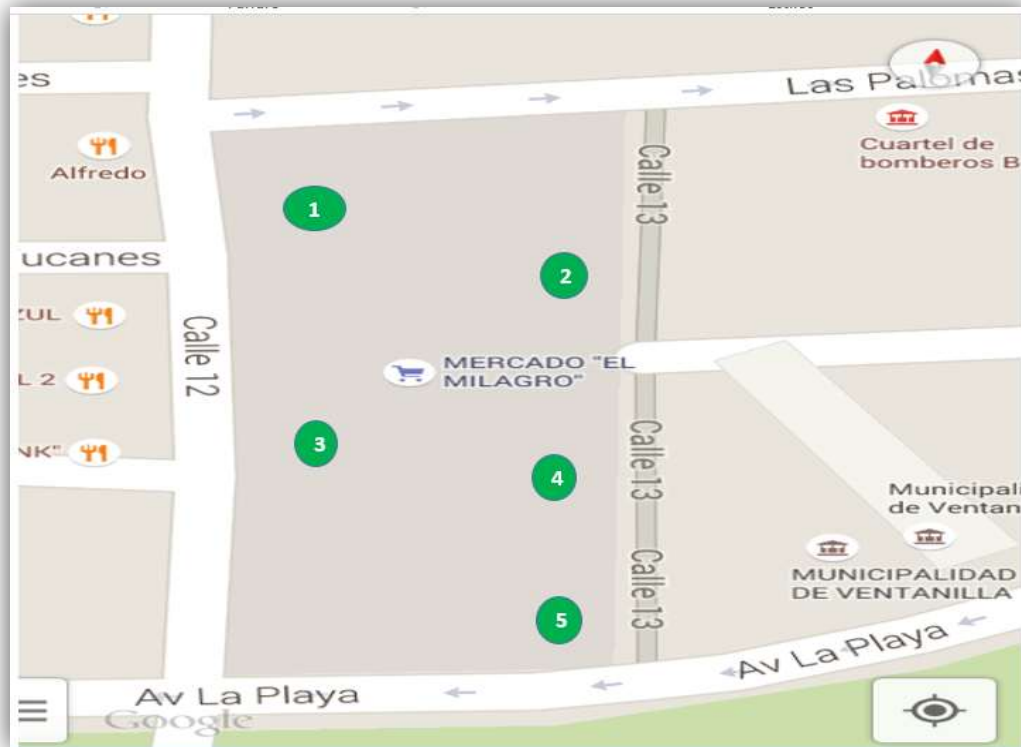 es
Las Palomas
Alfredo
Cuartel de
bomberos B
Calle 13
1
2
ucanes
ZUL
Calle 12
MERCADO "EL
MILAGRO"
L 2
3
NK"
Calle 13
4
Municipali
de Ventan
MUNICIPALIDAD
DE VENTANILLA
Calle 13
5
Av La Playa
Av La Playa
Google